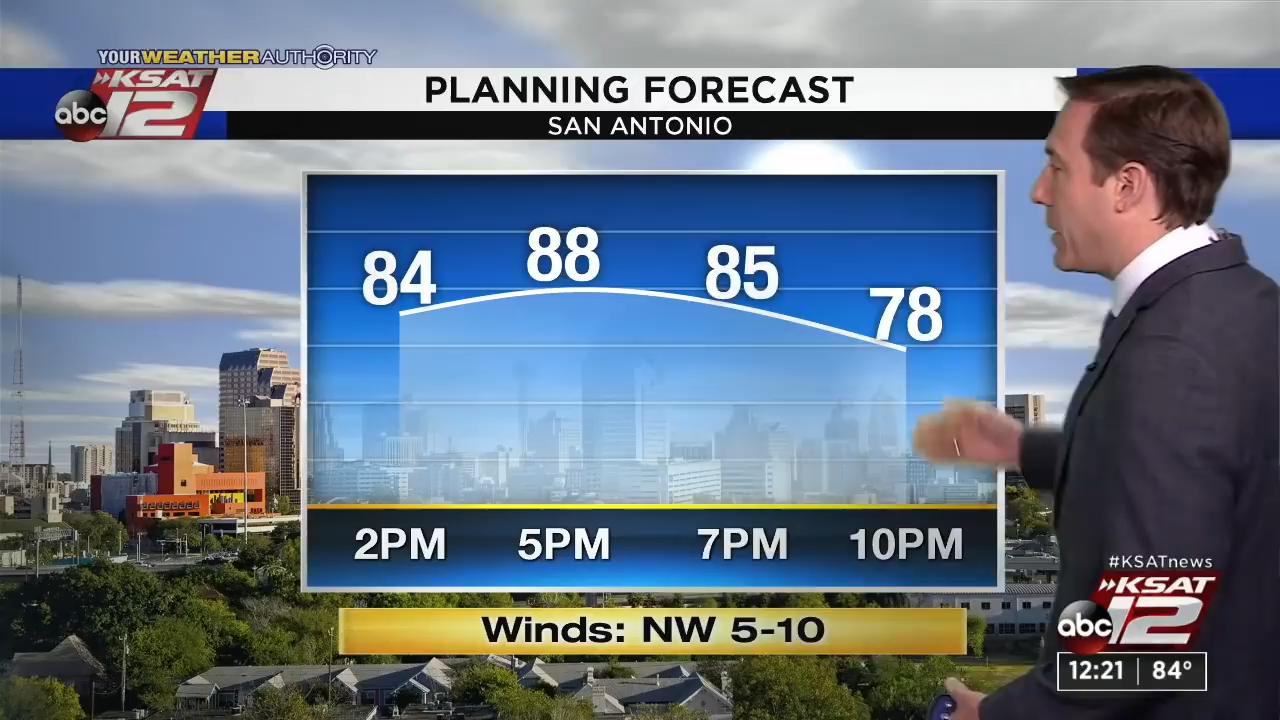 YOURWEATHERAUTHORITY
KSAT
abc 12
PLANNING FORECAST
SAN ANTONIO
84 88 85 78
2PM 5PM 7PM 10PM
Winds: NW 5-10
#KSATnews
KSAT
abc 12
12:21 84°